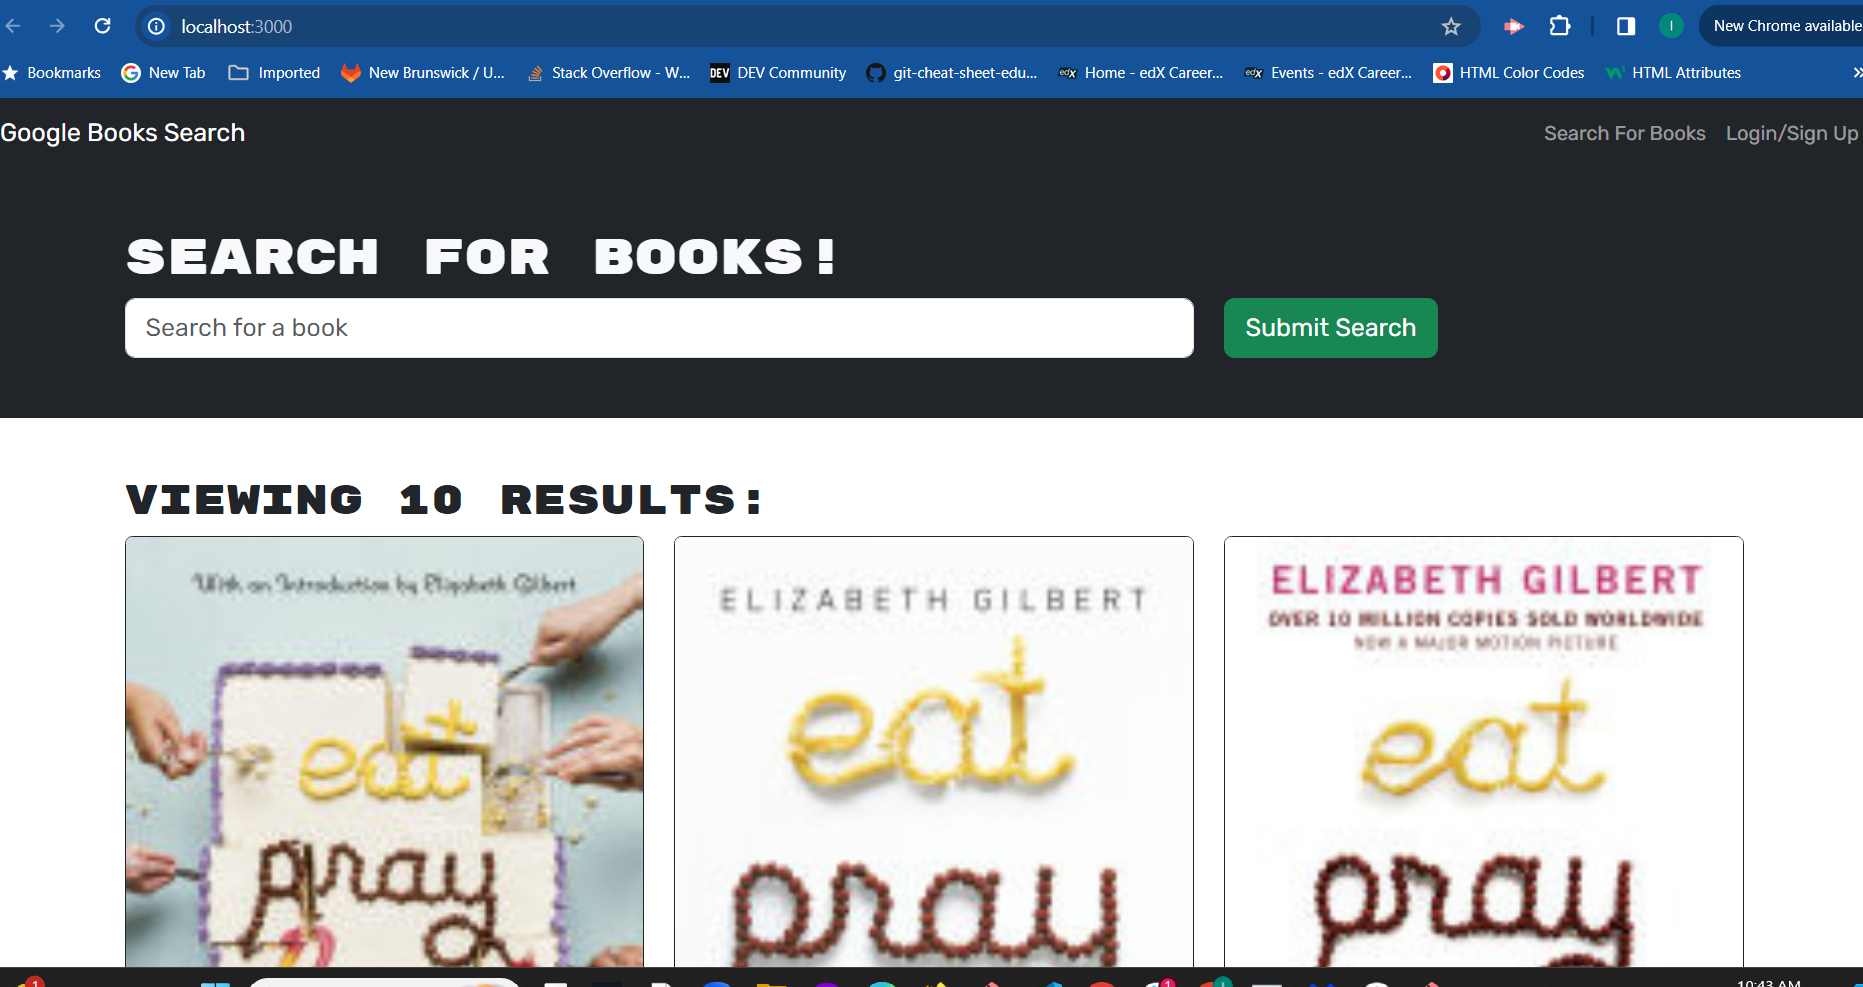 localhost:3000
New Chrome available
Bookmarks New Tab Imported New Brunswick / U... Stack Overflow - W... DEV DEV Community git-cheat-sheet-edu... edX Home - edX Career... edX Events - edX Career... HTML Color Codes HTML Attributes »
Google Books Search
Search For Books Login/Sign Up
SEARCH FOR BOOKS!
Search for a book
Submit Search
VIEWING 10 RESULTS:
With an Introduction by Elizabeth Gilbert
eat
pray
ELIZABETH GILBERT
eat
pray
ELIZABETH GILBERT
OVER 10 MILLION COPIES SOLD WORLDWIDE
NOW A MAJOR MOTION PICTURE
eat
pray
10:43 AM